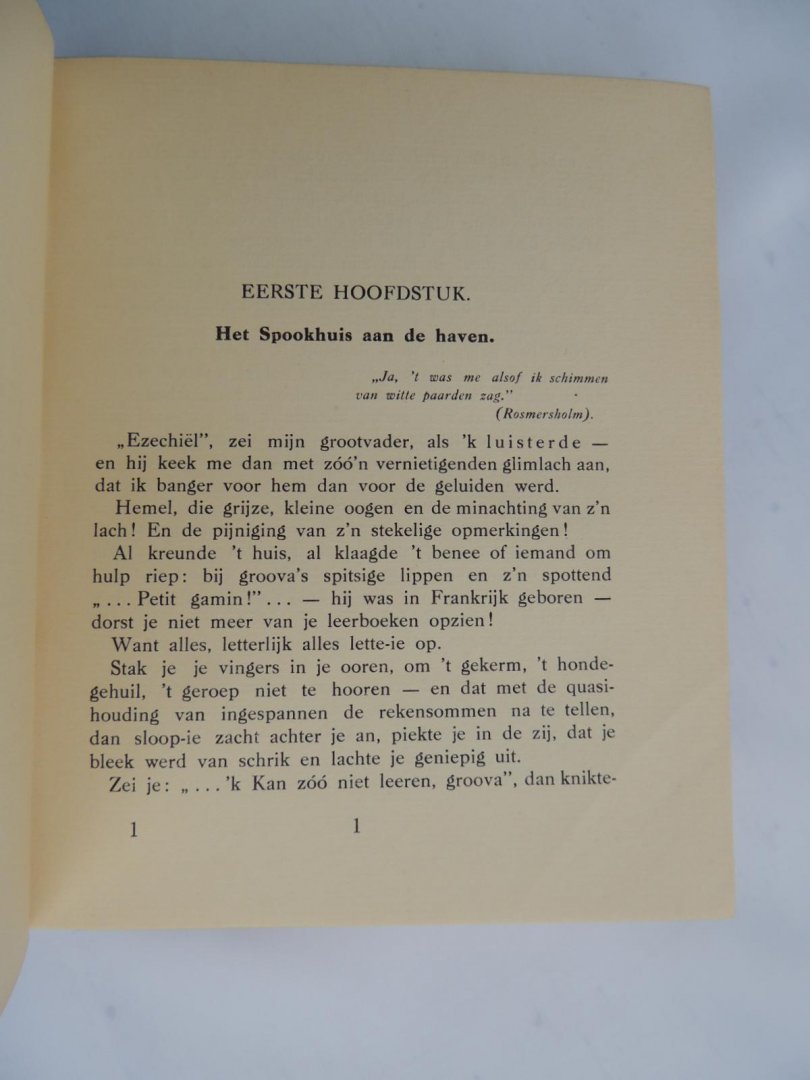 EERSTE HOOFDSTUK.
Het Spookhuis aan de haven.
„Ja, 't was me alsof ik schimmen
van witte paarden zag.”
(Rosmersholm).
„Ezechiël”, zei mijn grootvader, als 'k luisterde —
en hij keek me dan met zóó'n vernietigenden glimlach aan,
dat ik banger voor hem dan voor de geluiden werd.
Hemel, die grijze, kleine oogen en de minachting van z'n
lach! En de pijniging van z'n stekelige opmerkingen!
Al kreunde 't huis, al klaagde 't benee of iemand om
hulp riep: bij groova's spitsige lippen en z'n spottend
„... Petit gamin!”... — hij was in Frankrijk geboren —
dorst je niet meer van je leerboeken opzien!
Want alles, letterlijk alles lette-ie op.
Stak je je vingers in je ooren, om 't gekerm, 't honde-
gehuil, 't geroep niet te hooren — en dat met de quasi-
houding van ingespannen de rekensommen na te tellen,
dan sloop-ie zacht achter je an, piekte je in de zij, dat je
bleek werd van schrik en lachte je geniepig uit.
Zei je: „...'k Kan zóó niet leeren, groova”, dan knikte-
1 1